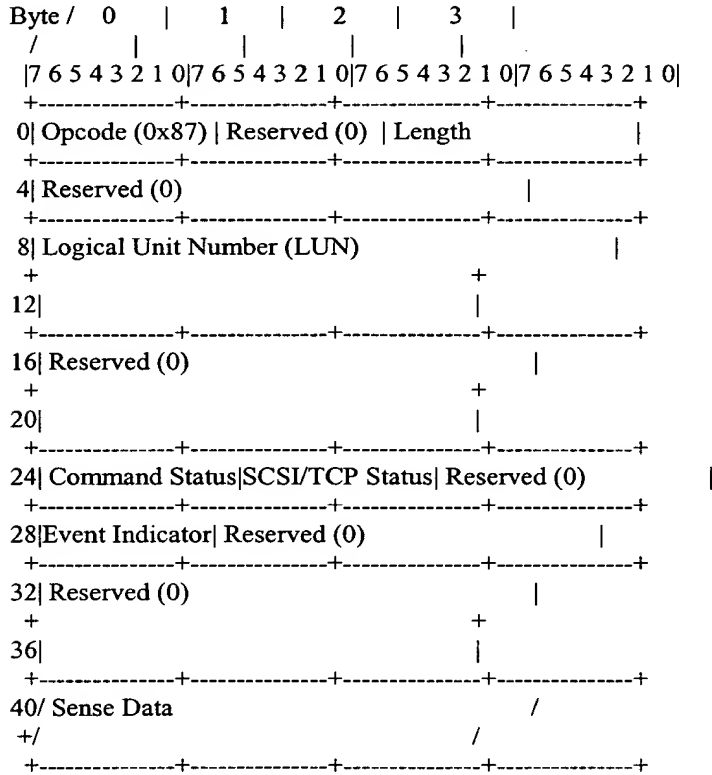 Byte / 0 | 1 | 2 | 3 |
/ | | | |
|7 6 5 4 3 2 1 0|7 6 5 4 3 2 1 0|7 6 5 4 3 2 1 0|7 6 5 4 3 2 1 0|
+---------------+---------------+---------------+---------------+
0| Opcode (0x87) | Reserved (0) | Length |
+---------------+---------------+---------------+---------------+
4| Reserved (0) |
+---------------+---------------+---------------+---------------+
8| Logical Unit Number (LUN) |
+ +
12| |
+---------------+---------------+---------------+---------------+
16| Reserved (0) |
+ +
20| |
+---------------+---------------+---------------+---------------+
24| Command Status|SCSI/TCP Status| Reserved (0) |
+---------------+---------------+---------------+---------------+
28|Event Indicator| Reserved (0) |
+---------------+---------------+---------------+---------------+
32| Reserved (0) |
+ +
36| |
+---------------+---------------+---------------+---------------+
40/ Sense Data /
+/ /
+---------------+---------------+---------------+---------------+